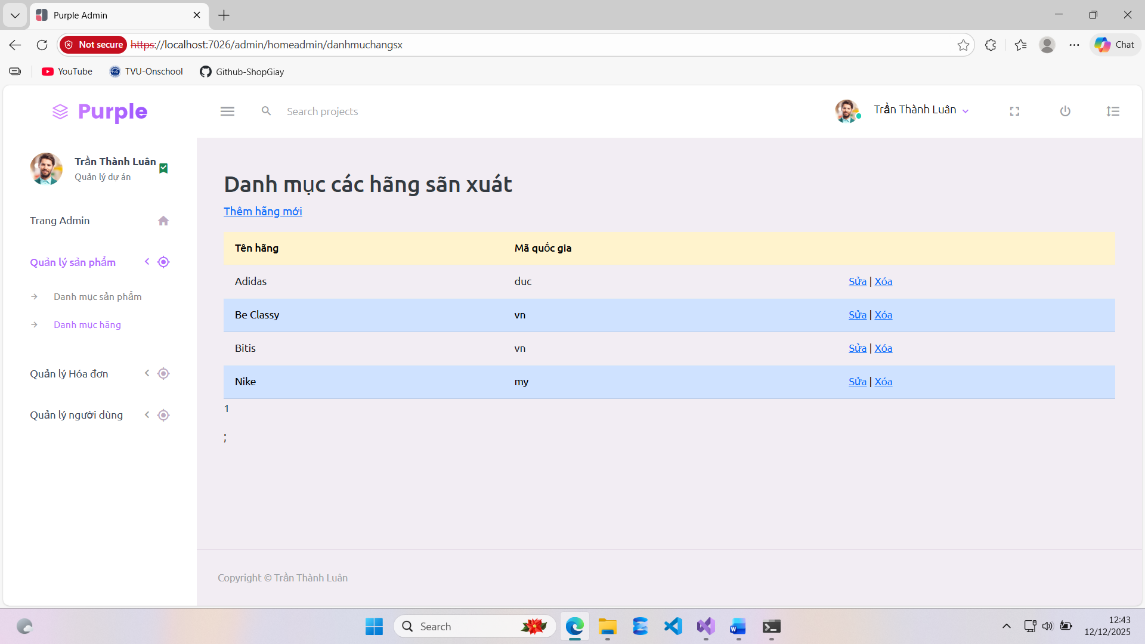 Purple Admin
Not secure https://localhost:7026/admin/homeadmin/danhmuchangsx
Chat
YouTube TVU-Onschool Github-ShopGiay
Purple
Search projects
Trần Thành Luân
Trần Thành Luân
Quản lý dự án
Trang Admin
Quản lý sản phẩm
Danh mục sản phẩm
Danh mục hãng
Quản lý Hóa đơn
Quản lý người dùng
Danh mục các hãng sãn xuát
Thêm hãng mới
Tên hãng Mã quốc gia
Adidas duc Sửa | Xóa
Be Classy vn Sửa | Xóa
Bitis vn Sửa | Xóa
Nike my Sửa | Xóa
1
;
Copyright © Trần Thành Luân
Search
12:43
12/12/2025